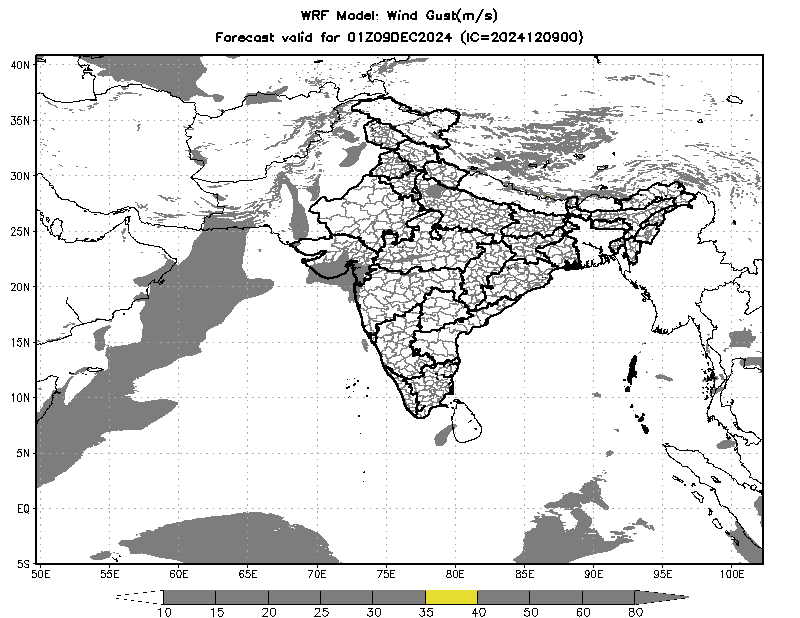 WRF Model: Wind Gust(m/s)
Forecast valid for 01Z09DEC2024 (IC=2024120900)
40N
35N
30N
25N
20N
15N
10N
5N
EQ
5S
50E 55E 60E 65E 70E 75E 80E 85E 90E 95E 100E
10 15 20 25 30 35 40 50 60 80